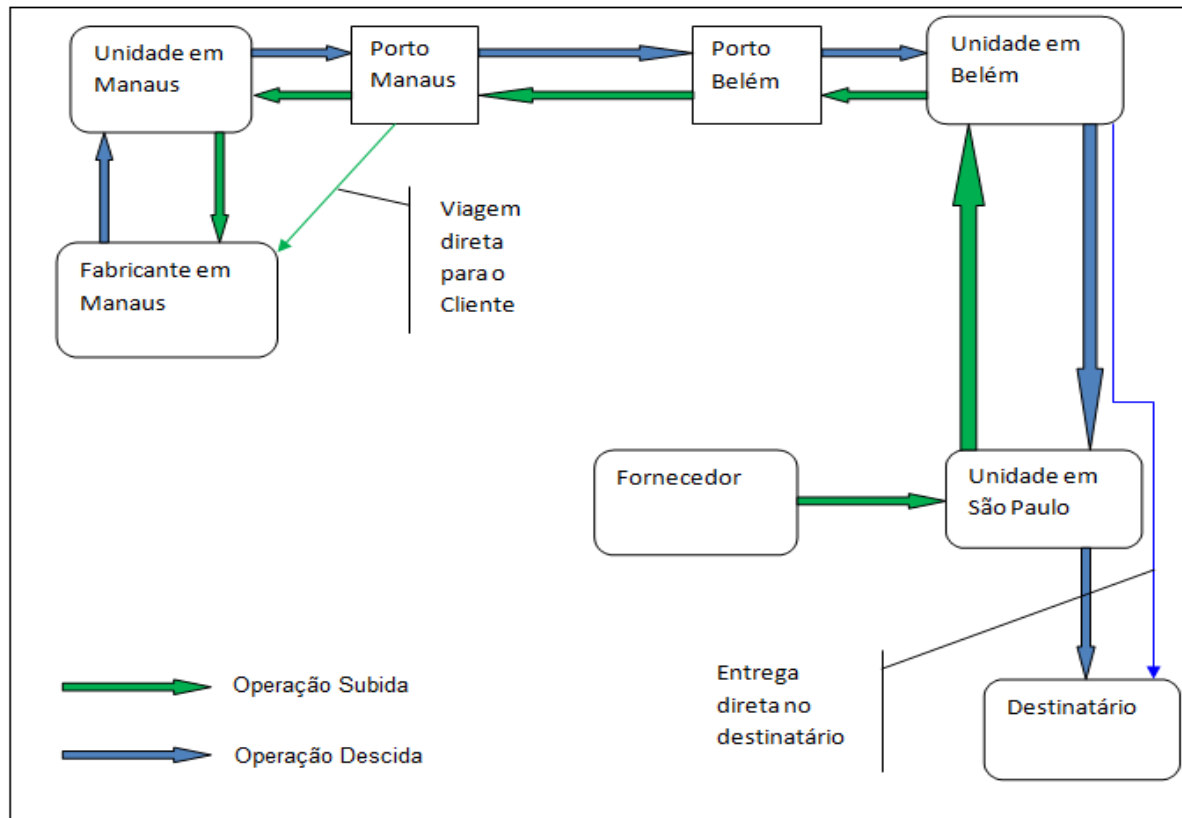 Unidade em
Manaus
Porto
Manaus
Porto
Belém
Unidade em
Belém
Viagem
direta
para o
Cliente
Fabricante em
Manaus
Fornecedor
Unidade em
São Paulo
Entrega
direta no
destinatário
Destinatário
Operação Subida
Operação Descida